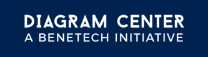 DIAGRAM CENTER
A BENETECH INITIATIVE